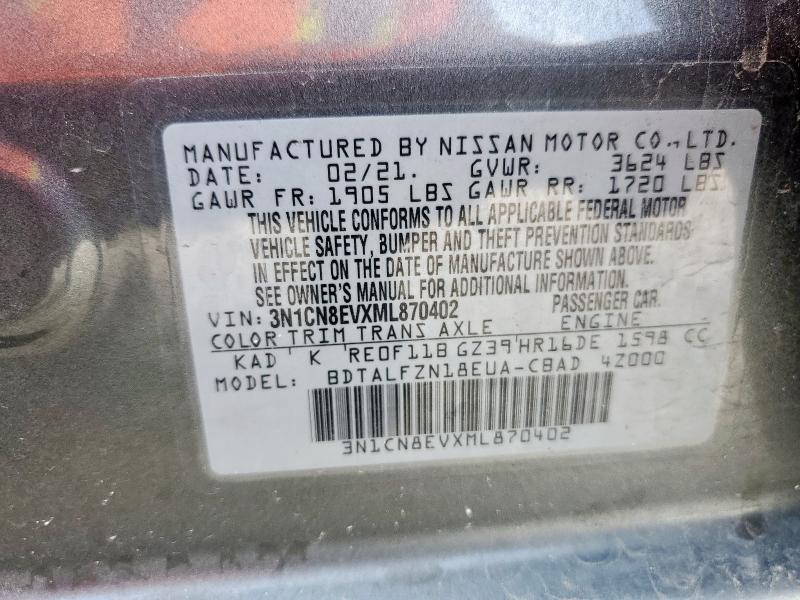 MANUFACTURED BY NISSAN MOTOR CO.,LTD.
DATE: 02/21. GVWR: 3624 LBS
GAWR FR: 1905 LBS GAWR RR: 1720 LBS
THIS VEHICLE CONFORMS TO ALL APPLICABLE FEDERAL MOTOR
VEHICLE SAFETY, BUMPER AND THEFT PREVENTION STANDARDS
IN EFFECT ON THE DATE OF MANUFACTURE SHOWN ABOVE.
SEE OWNER'S MANUAL FOR ADDITIONAL INFORMATION.
VIN: 3N1CN8EVXML870402 PASSENGER CAR.
COLOR TRIM TRANS AXLE ENGINE
KAD K RE0F11B GZ39 HR16DE 1598 CC
MODEL: BDTALFZN18EUA-CBAD 4Z000
3N1CN8EVXML870402